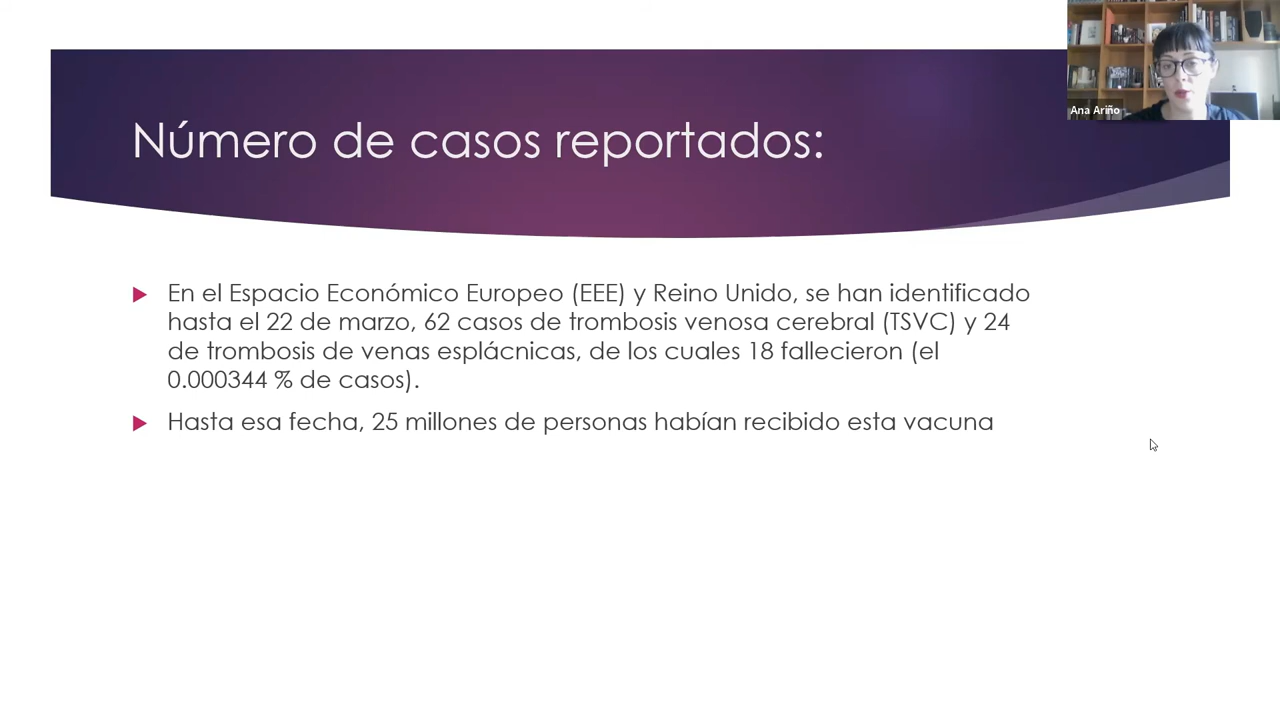 Ana Ariño
Número de casos reportados:
En el Espacio Económico Europeo (EEE) y Reino Unido, se han identificado
hasta el 22 de marzo, 62 casos de trombosis venosa cerebral (TSVC) y 24
de trombosis de venas esplácnicas, de los cuales 18 fallecieron (el
0.000344 % de casos).
Hasta esa fecha, 25 millones de personas habían recibido esta vacuna